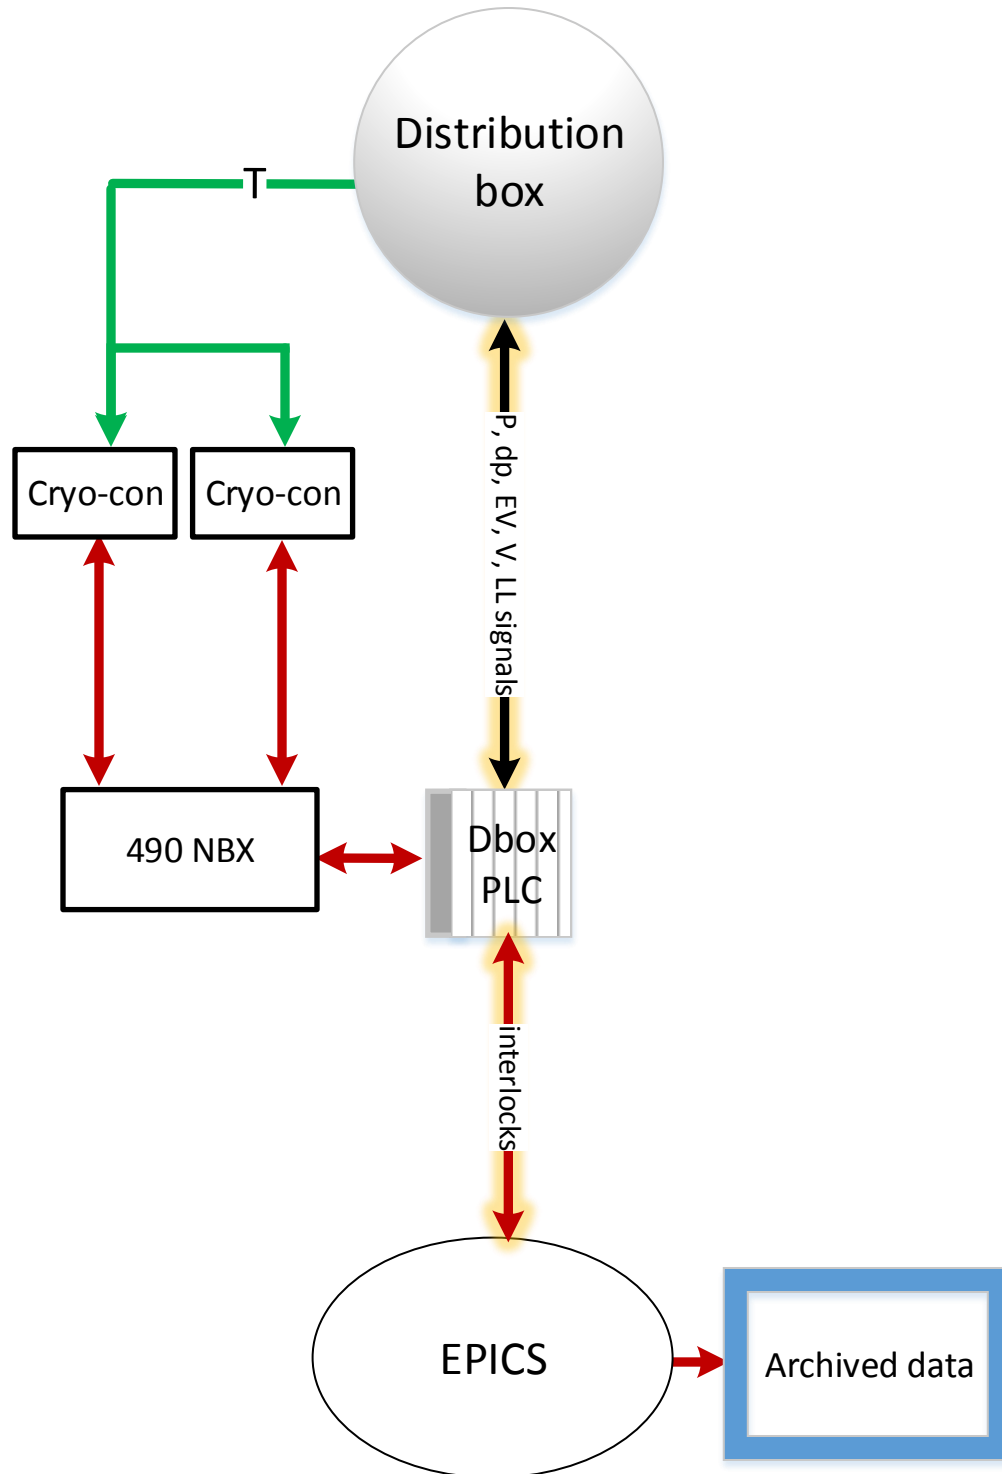 Distribution
box
T
P, dp, EV, V, LL signals
Cryo-con
Cryo-con
490 NBX
Dbox
PLC
interlocks
EPICS
Archived data